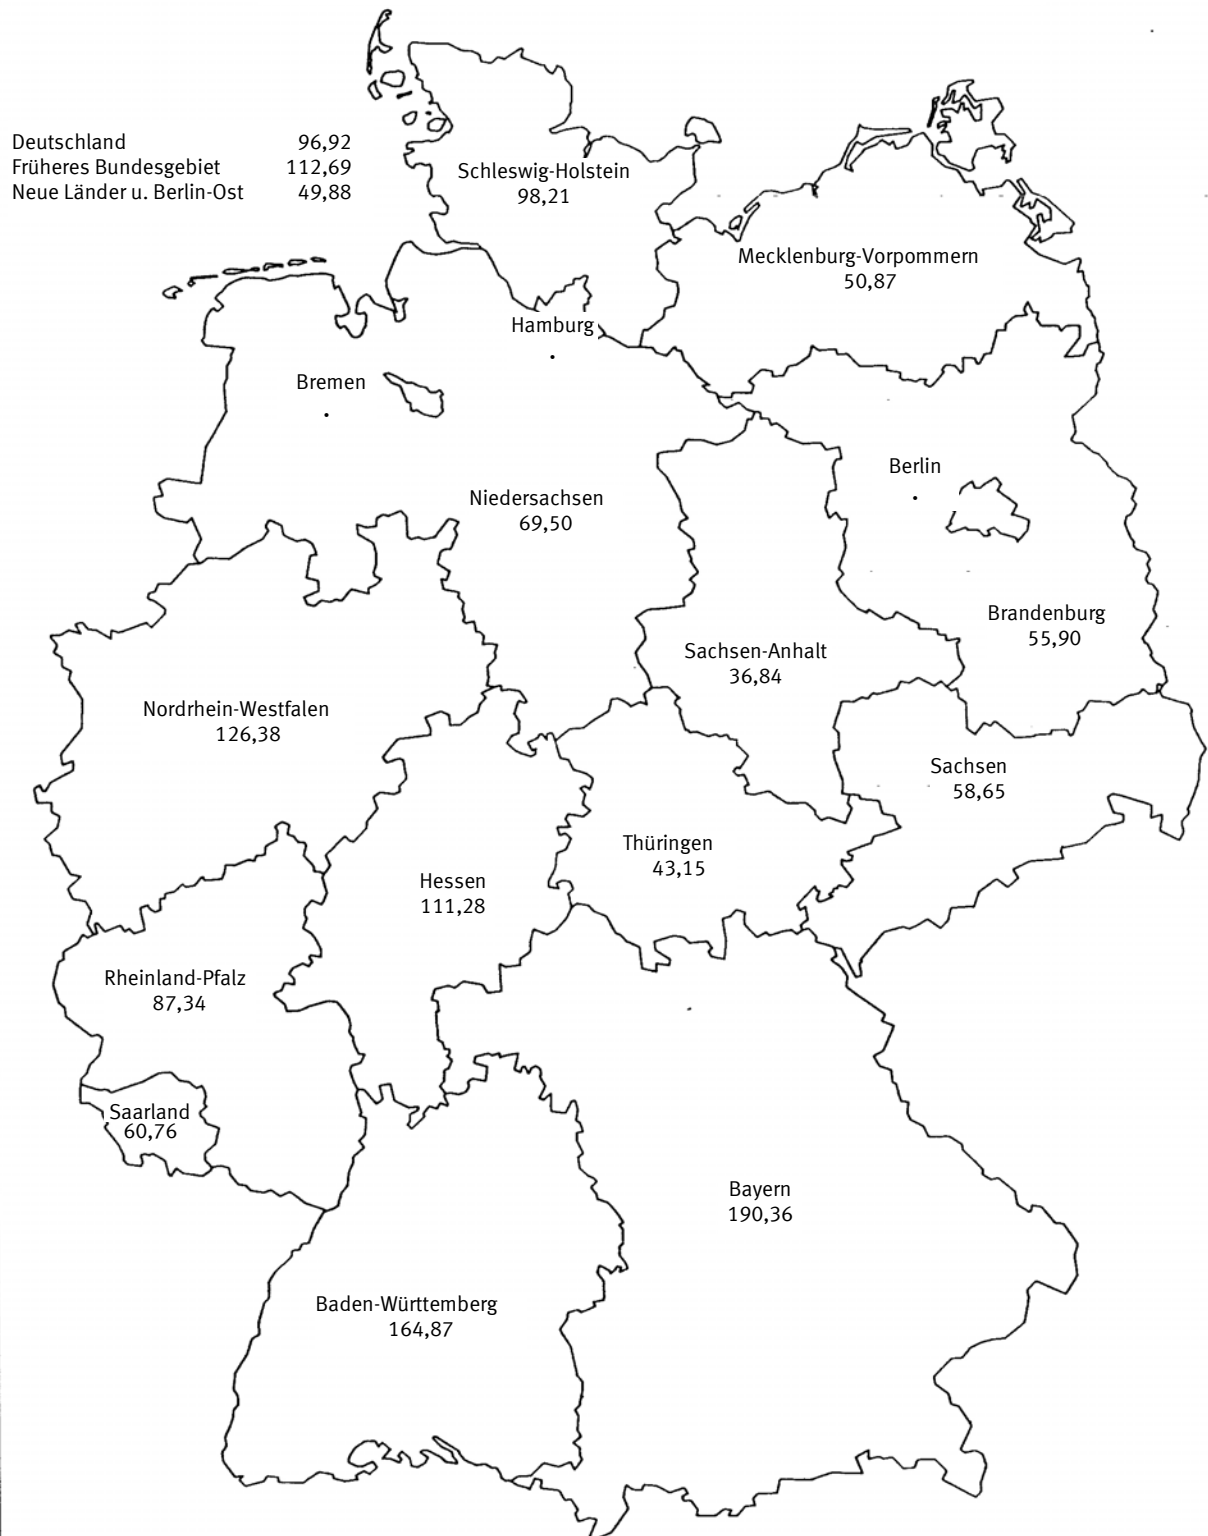 Deutschland 96,92
Früheres Bundesgebiet 112,69
Neue Länder u. Berlin-Ost 49,88
Schleswig-Holstein
98,21
Mecklenburg-Vorpommern
50,87
Hamburg
•
Bremen
•
Berlin
•
Niedersachsen
69,50
Brandenburg
55,90
Sachsen-Anhalt
36,84
Nordrhein-Westfalen
126,38
Sachsen
58,65
Thüringen
43,15
Hessen
111,28
Rheinland-Pfalz
87,34
Saarland
60,76
Bayern
190,36
Baden-Württemberg
164,87